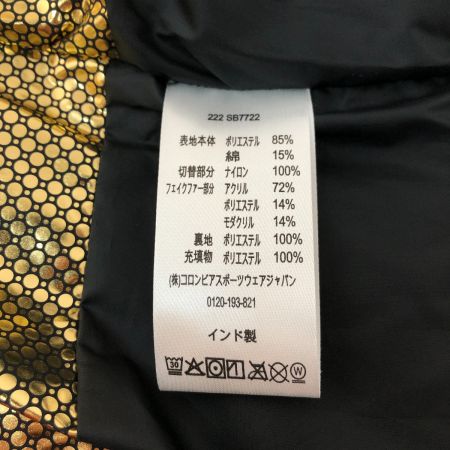 222 SB7722
表地本体 ポリエステル 85%
綿 15%
切替部分 ナイロン 100%
フェイクファー部分 アクリル 72%
ポリエステル 14%
モダクリル 14%
裏地 ポリエステル 100%
充填物 ポリエステル 100%
(株)コロンビアスポーツウェアジャパン
0120-193-821
インド製
30 W